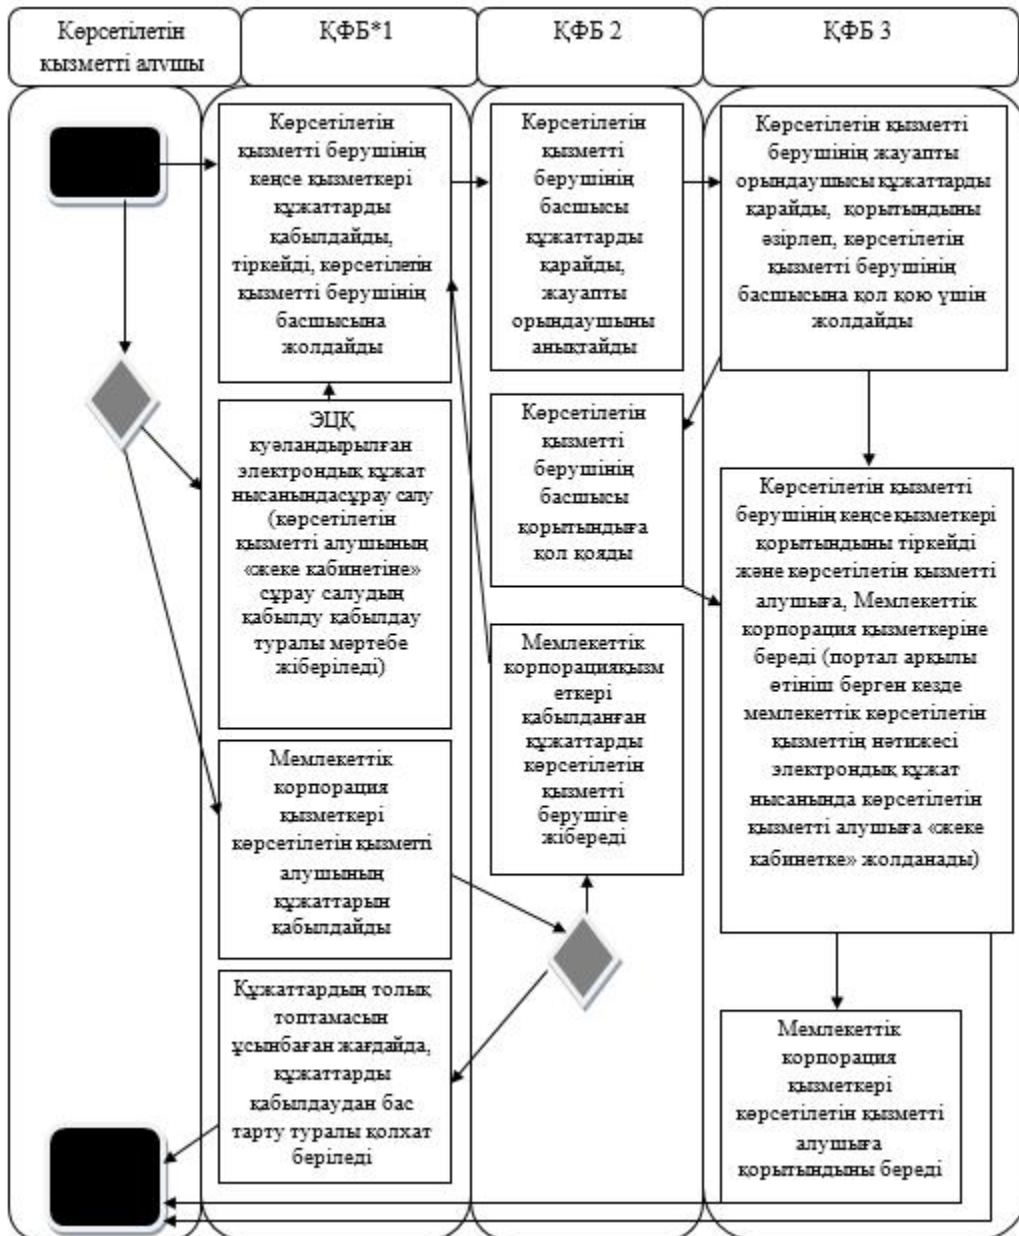 Көрсетілетін
қызметті алушы
ҚФБ*1
ҚФБ 2
ҚФБ 3
Көрсетілетін
қызметті берушінің
кеңсе қызметкері
құжаттарды
қабылдайды,
тіркейді, көрсетілетін
қызметті берушінің
басшысына
жолдайды
Көрсетілетін
қызметті
берушінің
басшысы
құжаттарды
қарайды,
жауапты
орындаушыны
анықтайды
Көрсетілетін қызметті
берушінің жауапты
орындаушысы құжаттарды
қарайды, қорытындыны
әзірлеп, көрсетілетін
қызметті берушінің
басшысына қол қою үшін
жолдайды
ЭЦҚ
куәландырылған
электрондық құжат
нысанындасұрау салу
(көрсетілетін
қызметті алушының
«жеке қабинетіне»
сұрау салудың
қабылду қабылдау
туралы мәртебе
жіберіледі)
Көрсетілетін
қызметті
берушінің
басшысы
қорытындыға
қол қояды
Көрсетілетін қызметті
берушінің кеңсе қызметкері
қорытындыны тіркейді
және көрсетілетін қызметті
алушыға, Мемлекеттік
корпорация қызметкеріне
береді (портал арқылы
өтініш берген кезде
мемлекеттік көрсетілетін
қызметтің нәтижесі
электрондық құжат
нысанында көрсетілетін
қызметті алушыға «жеке
кабинетке» жолданады)
Мемлекеттік
корпорацияқызм
еткері
қабылданған
құжаттарды
көрсетілетін
қызметті
берушіге
жібереді
Мемлекеттік
корпорация
қызметкері
көрсетілетін қызметті
алушының
құжаттарын
қабылдайды
Құжаттардың толық
топтамасын
ұсынбаған жағдайда,
құжаттарды
қабылдаудан бас
тарту туралы қолхат
беріледі
Мемлекеттік
корпорация
қызметкері
көрсетілетін қызметті
алушыға
қорытындыны береді